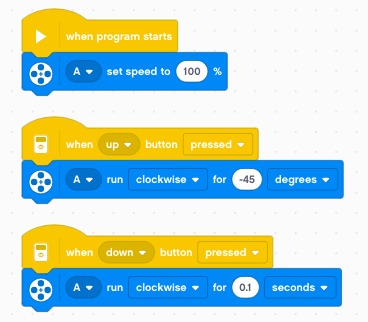 when program starts
A set speed to 100 %
when up button pressed
A run clockwise for -45 degrees
when down button pressed
A run clockwise for 0.1 seconds